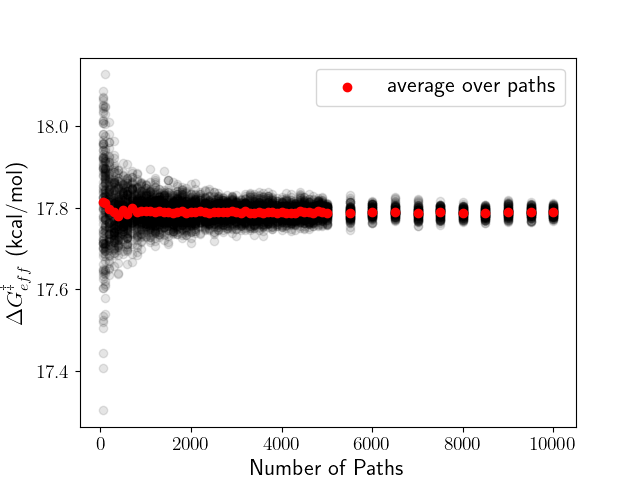 average over paths
18.0
17.8
17.6
17.4
ΔG‡eff (kcal/mol)
0 2000 4000 6000 8000 10000
Number of Paths